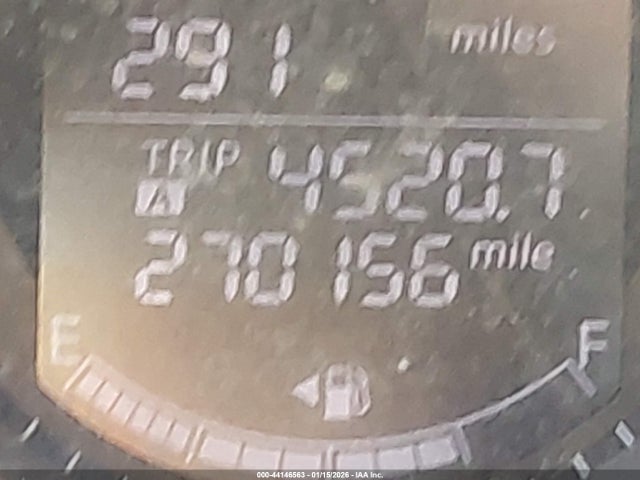 291 miles
TRIP A 4520.7
270156 mile
E F
000-44146563 - 01/15/2026 - IAA Inc.